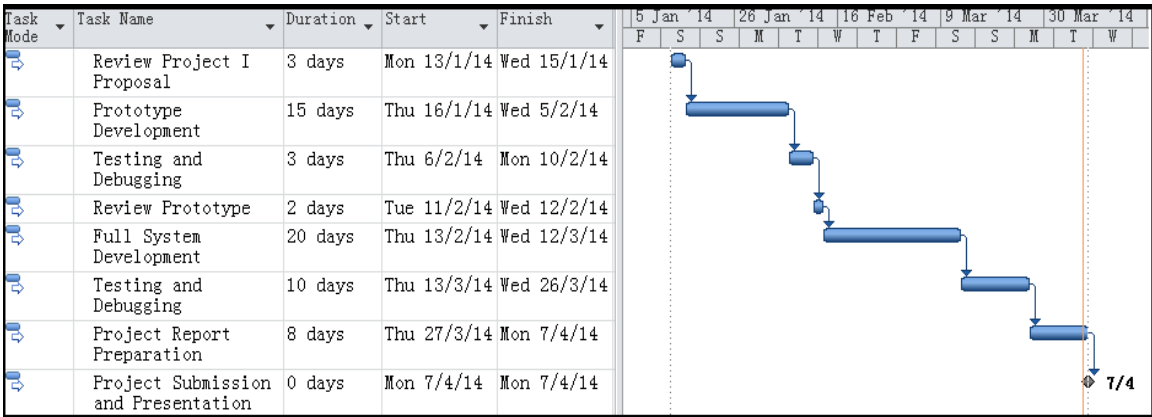 Task Mode Task Name Duration Start Finish 5 Jan '14 26 Jan '14 16 Feb '14 9 Mar '14 30 Mar '14
F S S M T W T F S S M T W
Review Project I 3 days Mon 13/1/14 Wed 15/1/14
Proposal
Prototype 15 days Thu 16/1/14 Wed 5/2/14
Development
Testing and 3 days Thu 6/2/14 Mon 10/2/14
Debugging
Review Prototype 2 days Tue 11/2/14 Wed 12/2/14
Full System 20 days Thu 13/2/14 Wed 12/3/14
Development
Testing and 10 days Thu 13/3/14 Wed 26/3/14
Debugging
Project Report 8 days Thu 27/3/14 Mon 7/4/14
Preparation
Project Submission 0 days Mon 7/4/14 Mon 7/4/14 7/4
and Presentation